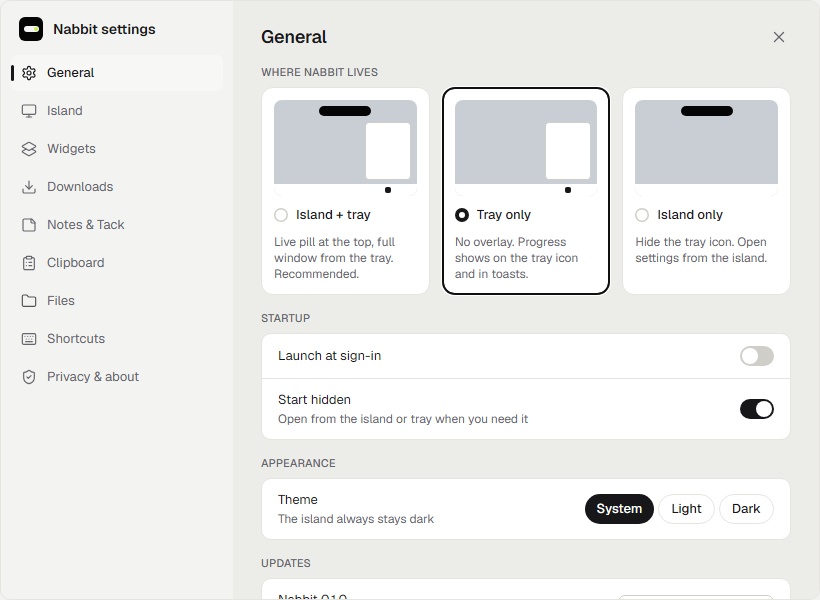 Nabbit settings
General
Island
Widgets
Downloads
Notes & Tack
Clipboard
Files
Shortcuts
Privacy & about
General
WHERE NABBIT LIVES
Island + tray
Live pill at the top, full
window from the tray.
Recommended.
Tray only
No overlay. Progress
shows on the tray icon
and in toasts.
Island only
Hide the tray icon. Open
settings from the island.
STARTUP
Launch at sign-in
Start hidden
Open from the island or tray when you need it
APPEARANCE
Theme
The island always stays dark
System
Light
Dark
UPDATES
Nabbit 0.1.0